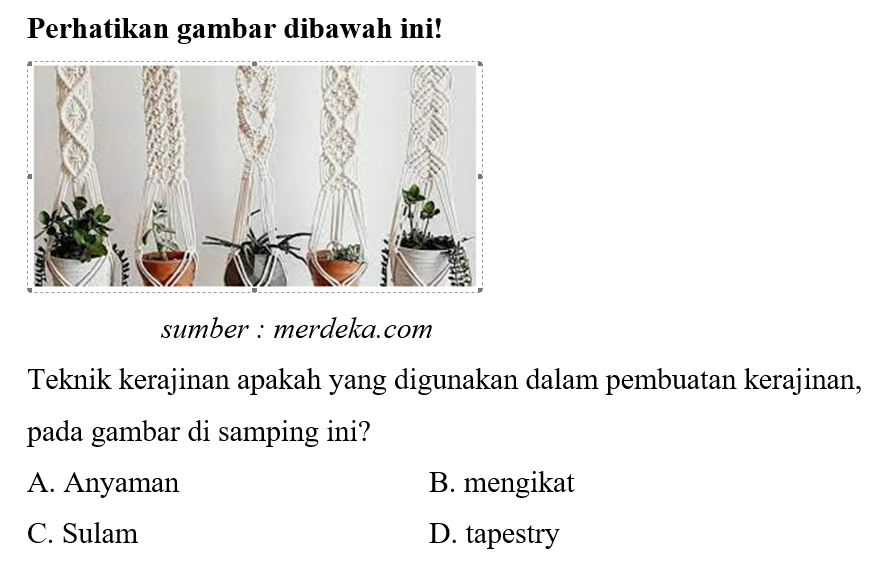 Perhatikan gambar dibawah ini!
sumber : merdeka.com
Teknik kerajinan apakah yang digunakan dalam pembuatan kerajinan,
pada gambar di samping ini?
A. Anyaman B. mengikat
C. Sulam D. tapestry